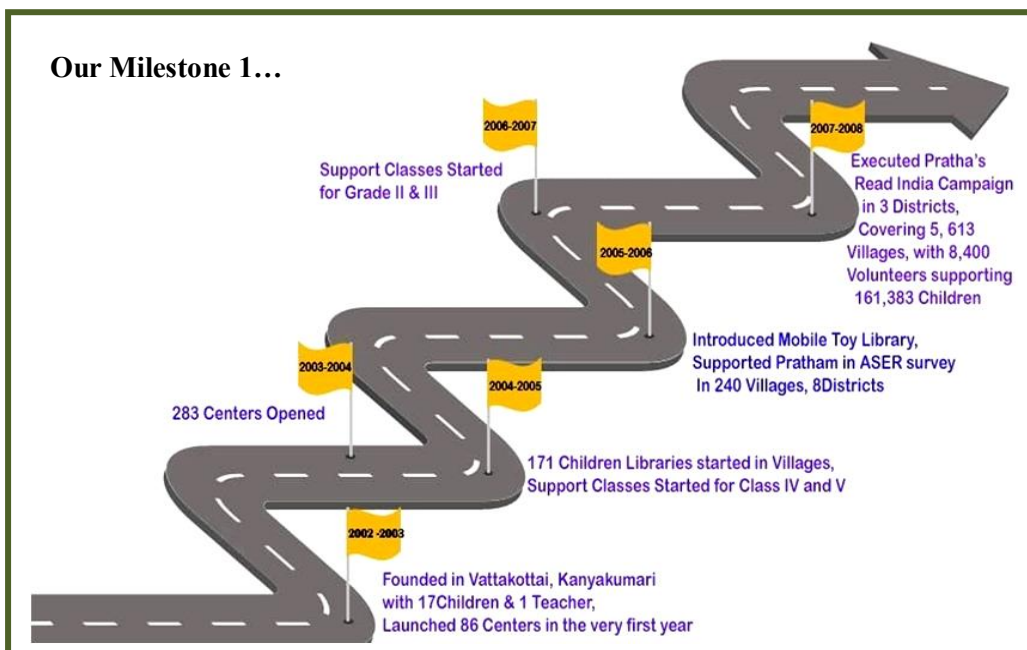 Our Milestone 1…
2006-2007
Support Classes Started
for Grade II & III
2007-2008
Executed Pratha's
Read India Campaign
in 3 Districts,
Covering 5, 613
Villages, with 8,400
Volunteers supporting
161,383 Children
2005-2006
Introduced Mobile Toy Library,
Supported Pratham in ASER survey
In 240 Villages, 8Districts
2003-2004
283 Centers Opened
2004-2005
171 Children Libraries started in Villages,
Support Classes Started for Class IV and V
2002 -2003
Founded in Vattakottai, Kanyakumari
with 17Children & 1 Teacher,
Launched 86 Centers in the very first year